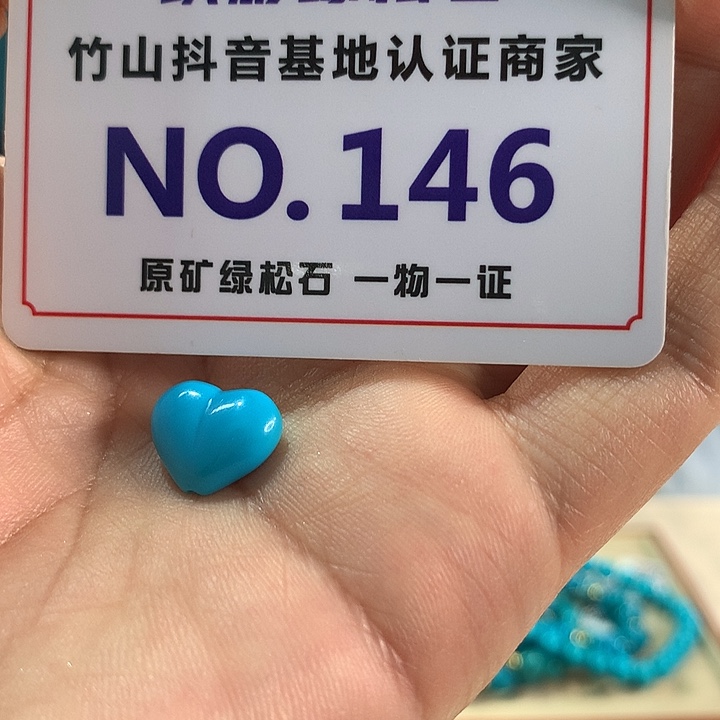 竹山抖音基地认证商家
NO.146
原矿绿松石 一物一证